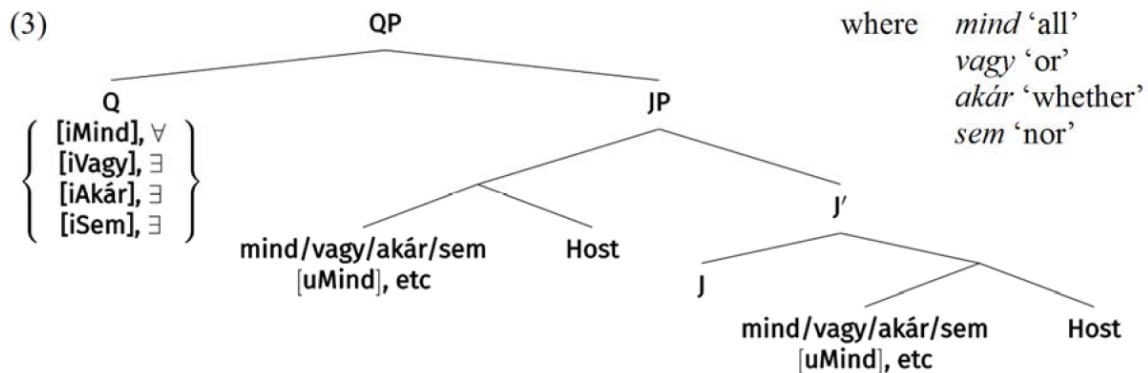 (3)
QP
where mind ‘all’
vagy ‘or’
akár ‘whether’
sem ‘nor’
Q
JP
[iMind], ∀
[iVagy], ∃
[iAkár], ∃
[iSem], ∃
J′
mind/vagy/akár/sem Host
[uMind], etc
J
mind/vagy/akár/sem Host
[uMind], etc